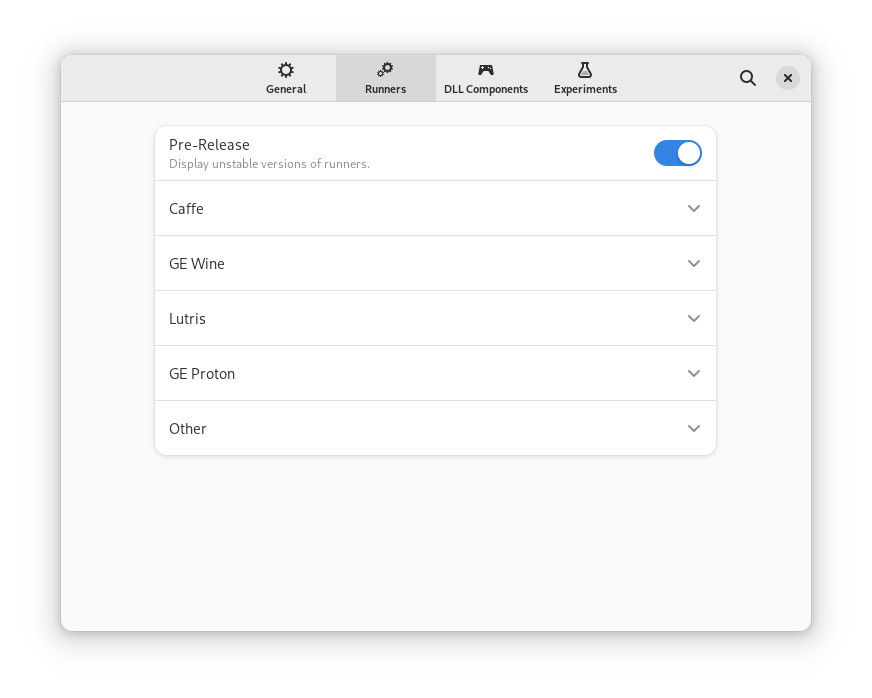 General
Runners
DLL Components
Experiments
Pre-Release
Display unstable versions of runners.
Caffe
GE Wine
Lutris
GE Proton
Other